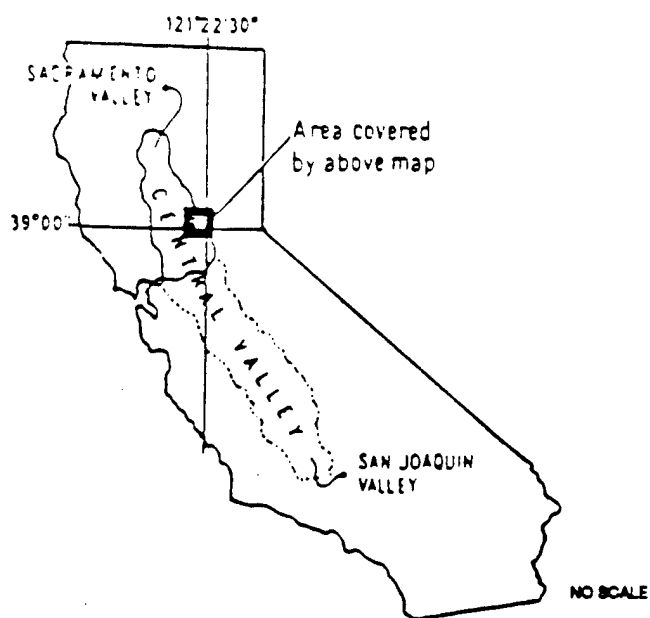 121°22'30"
SACRAMENTO
VALLEY
Area covered
by above map
39°00'
CENTRAL VALLEY
SAN JOAQUIN
VALLEY
NO SCALE